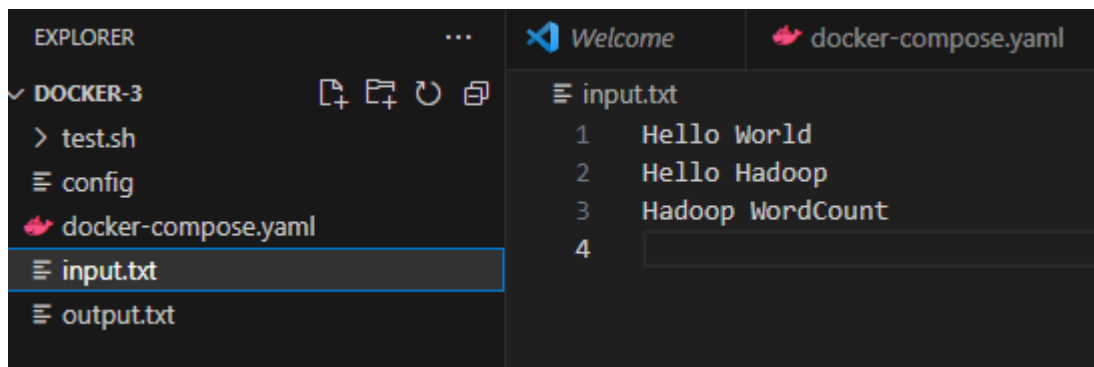 EXPLORER ...
DOCKER-3
test.sh
config
docker-compose.yaml
input.txt
output.txt
Welcome docker-compose.yaml
input.txt
1 Hello World
2 Hello Hadoop
3 Hadoop WordCount
4